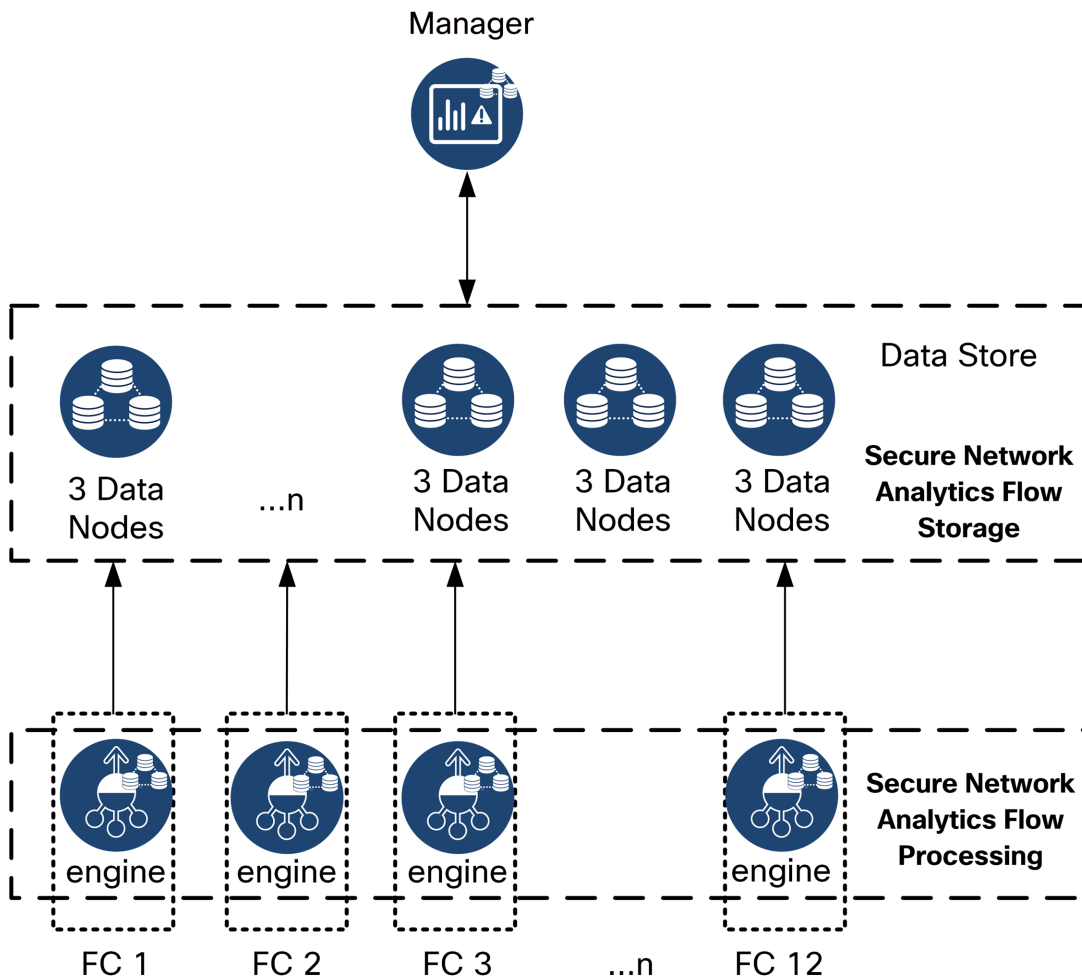 Manager
Data Store
3 Data
Nodes
...n
3 Data
Nodes
3 Data
Nodes
3 Data
Nodes
Secure Network
Analytics Flow
Storage
engine
engine
engine
engine
Secure Network
Analytics Flow
Processing
FC 1
FC 2
FC 3
...n
FC 12